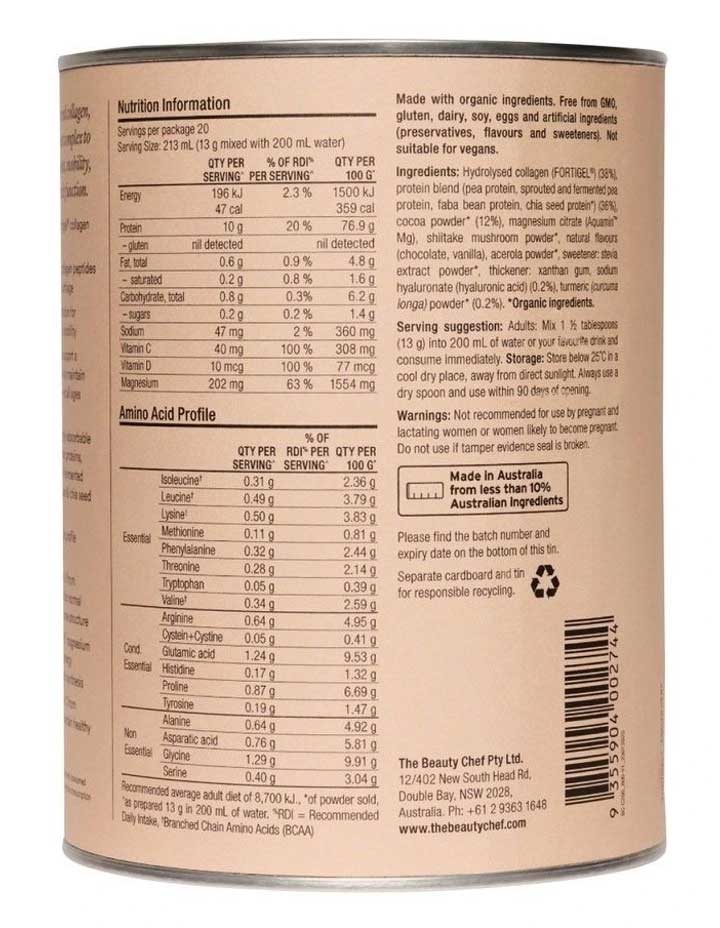 Nutrition Information
Servings per package 20
Serving Size: 213 mL (13 g mixed with 200 mL water)
QTY PER SERVING^ % OF RDI% PER SERVING^ QTY PER 100 G*
Energy 196 kJ 2.3 % 1500 kJ
47 cal 359 cal
Protein 10 g 20 % 76.9 g
– gluten nil detected nil detected
Fat, total 0.6 g 0.9 % 4.8 g
– saturated 0.2 g 0.8 % 1.6 g
Carbohydrate, total 0.8 g 0.3% 6.2 g
– sugars 0.2 g 0.2 % 1.4 g
Sodium 47 mg 2 % 360 mg
Vitamin C 40 mg 100 % 308 mg
Vitamin D 10 mcg 100 % 77 mcg
Magnesium 202 mg 63 % 1554 mg
Amino Acid Profile
QTY PER SERVING^ % OF RDI% PER SERVING^ QTY PER 100 G*
Essential
Isoleucine† 0.31 g 2.36 g
Leucine† 0.49 g 3.79 g
Lysine 0.50 g 3.83 g
Methionine 0.11 g 0.81 g
Phenylalanine 0.32 g 2.44 g
Threonine 0.28 g 2.14 g
Tryptophan 0.05 g 0.39 g
Valine† 0.34 g 2.59 g
Cond. Essential
Arginine 0.64 g 4.95 g
Cystein+Cystine 0.05 g 0.41 g
Glutamic acid 1.24 g 9.53 g
Histidine 0.17 g 1.32 g
Proline 0.87 g 6.69 g
Tyrosine 0.19 g 1.47 g
Non Essential
Alanine 0.64 g 4.92 g
Asparatic acid 0.76 g 5.81 g
Glycine 1.29 g 9.91 g
Serine 0.40 g 3.04 g
Recommended average adult diet of 8,700 kJ., *of powder sold,
^as prepared 13 g in 200 mL of water. %RDI = Recommended
Daily Intake, †Branched Chain Amino Acids (BCAA)
Made with organic ingredients. Free from GMO,
gluten, dairy, soy, eggs and artificial ingredients
(preservatives, flavours and sweeteners). Not
suitable for vegans.
Ingredients: Hydrolysed collagen (FORTIGEL®) (38%),
protein blend (pea protein, sprouted and fermented pea
protein, faba bean protein, chia seed protein*) (36%),
cocoa powder* (12%), magnesium citrate (Aquamin™
Mg), shiitake mushroom powder*, natural flavours
(chocolate, vanilla), acerola powder*, sweetener: stevia
extract powder*, thickener: xanthan gum, sodium
hyaluronate (hyaluronic acid) (0.2%), turmeric (curcuma
longa) powder* (0.2%). *Organic ingredients.
Serving suggestion: Adults: Mix 1 ½ tablespoons
(13 g) into 200 mL of water or your favourite drink and
consume immediately. Storage: Store below 25°C in a
cool dry place, away from direct sunlight. Always use a
dry spoon and use within 90 days of opening.
Warnings: Not recommended for use by pregnant and
lactating women or women likely to become pregnant.
Do not use if tamper evidence seal is broken.
Made in Australia
from less than 10%
Australian Ingredients
Please find the batch number and
expiry date on the bottom of this tin.
Separate cardboard and tin
for responsible recycling.
The Beauty Chef Pty Ltd.
12/402 New South Head Rd,
Double Bay, NSW 2028,
Australia. Ph: +61 2 9363 1648
www.thebeautychef.com
9 355904 002744